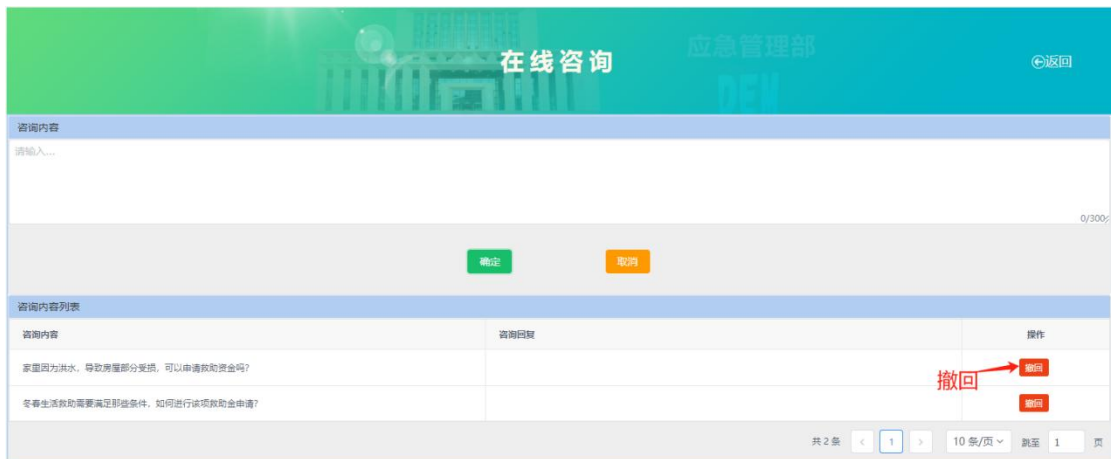 应急管理部
在线咨询
返回
DEM
咨询内容
请输入...
0/300
确定 取消
咨询内容列表
咨询内容 咨询回复 操作
家里因为洪水，导致房屋部分受损，可以申请救助资金吗？ 撤回
撤回
冬春生活救助需要满足那些条件，如何进行该项救助金申请？ 撤回
共 2 条 < 1 > 10 条/页 跳至 1 页